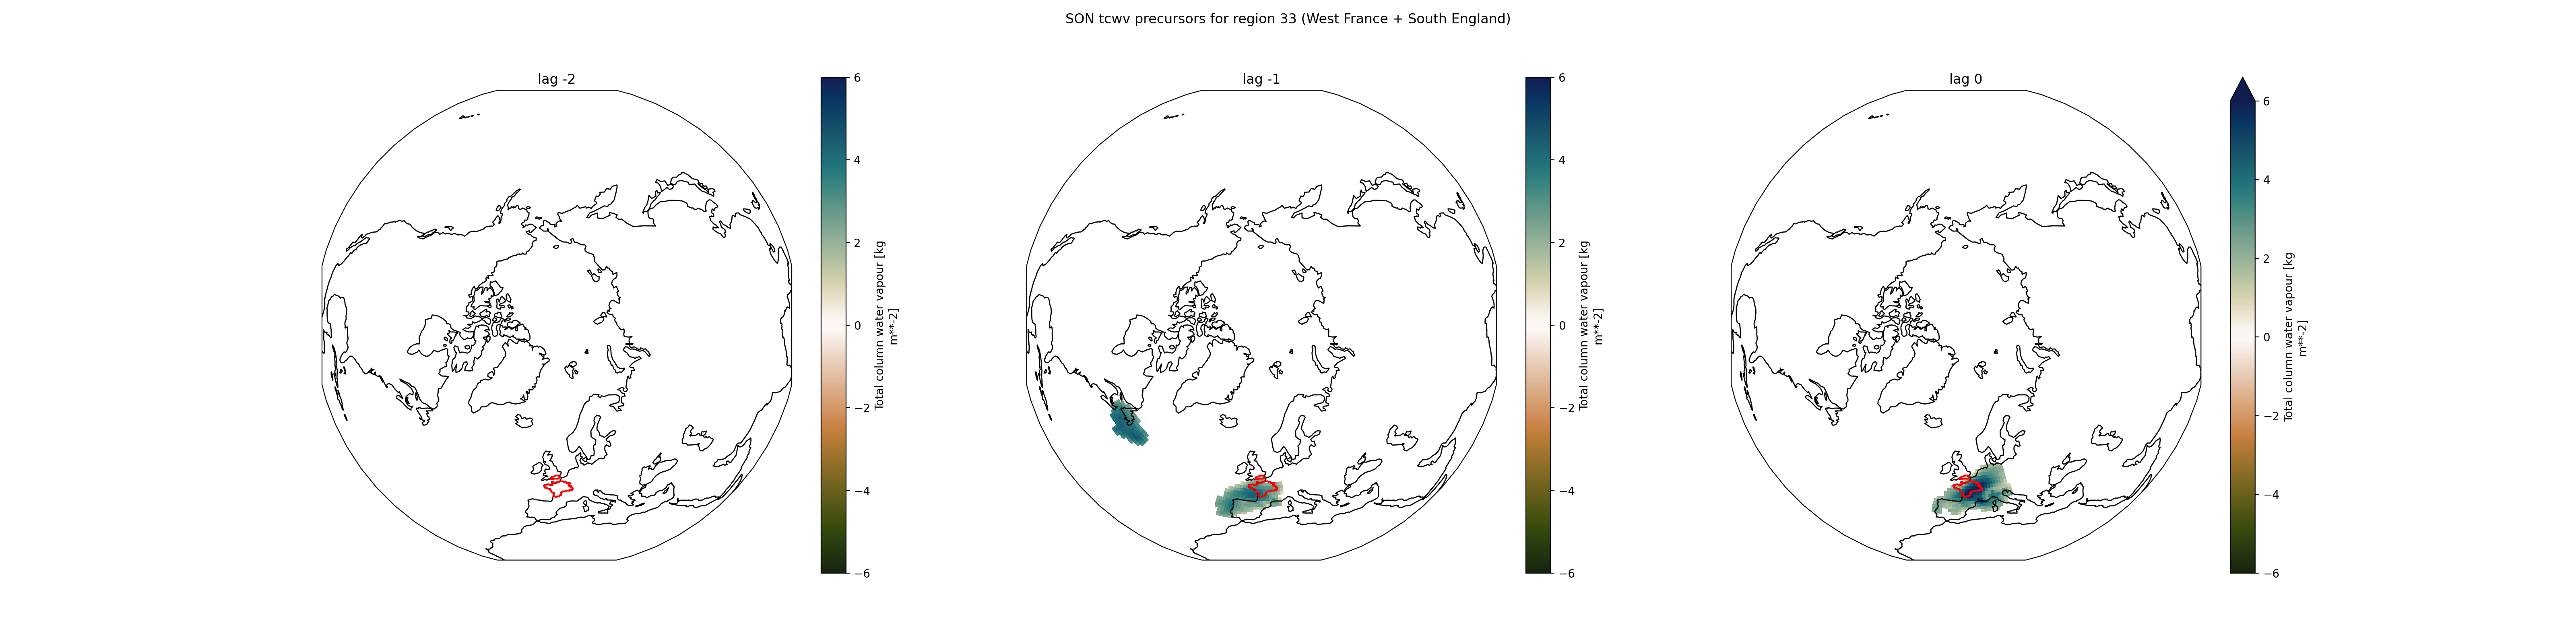 SON tcwv precursors for region 33 (West France + South England)
lag -2
6
4
2
0
−2
−4
−6
Total column water vapour [kg
m**-2]
lag -1
6
4
2
0
−2
−4
−6
Total column water vapour [kg
m**-2]
lag 0
6
4
2
0
−2
−4
−6
Total column water vapour [kg
m**-2]